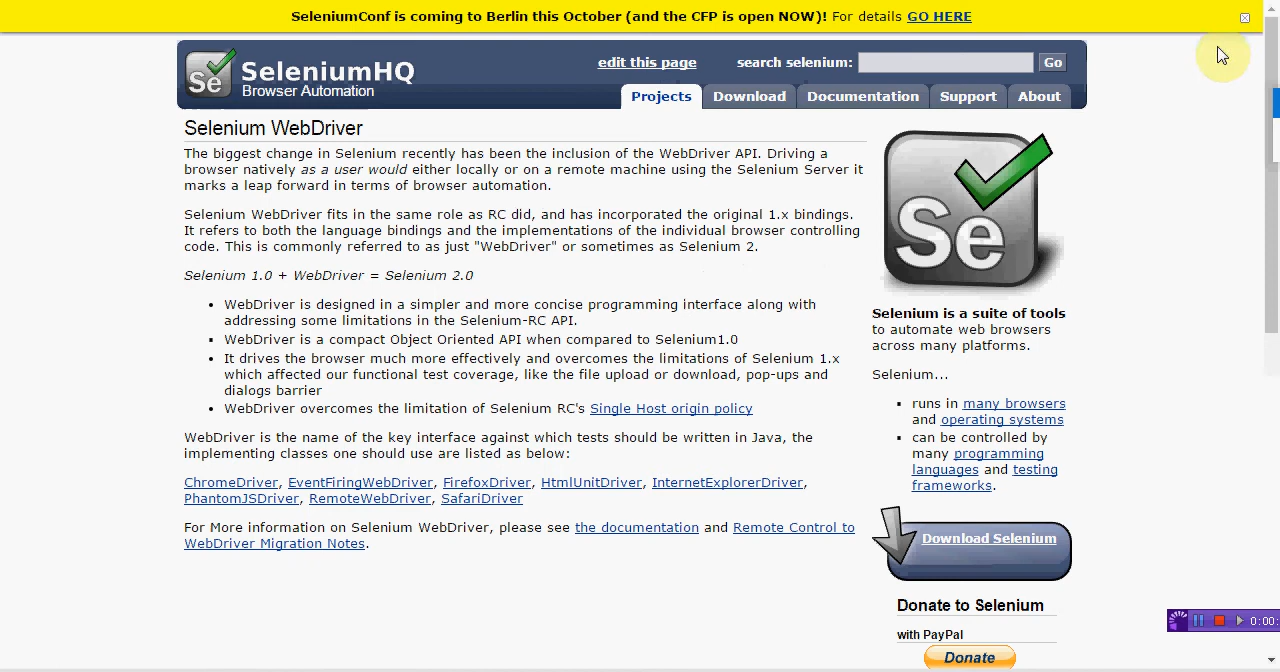 SeleniumConf is coming to Berlin this October (and the CFP is open NOW)! For details GO HERE
Se
SeleniumHQ
Browser Automation
edit this page
search selenium:
Go
Projects
Download
Documentation
Support
About
Selenium WebDriver
The biggest change in Selenium recently has been the inclusion of the WebDriver API. Driving a
browser natively as a user would either locally or on a remote machine using the Selenium Server it
marks a leap forward in terms of browser automation.
Selenium WebDriver fits in the same role as RC did, and has incorporated the original 1.x bindings.
It refers to both the language bindings and the implementations of the individual browser controlling
code. This is commonly referred to as just "WebDriver" or sometimes as Selenium 2.
Selenium 1.0 + WebDriver = Selenium 2.0
WebDriver is designed in a simpler and more concise programming interface along with
addressing some limitations in the Selenium-RC API.
WebDriver is a compact Object Oriented API when compared to Selenium1.0
It drives the browser much more effectively and overcomes the limitations of Selenium 1.x
which affected our functional test coverage, like the file upload or download, pop-ups and
dialogs barrier
WebDriver overcomes the limitation of Selenium RC's Single Host origin policy
WebDriver is the name of the key interface against which tests should be written in Java, the
implementing classes one should use are listed as below:
ChromeDriver, EventFiringWebDriver, FirefoxDriver, HtmlUnitDriver, InternetExplorerDriver,
PhantomJSDriver, RemoteWebDriver, SafariDriver
For More information on Selenium WebDriver, please see the documentation and Remote Control to
WebDriver Migration Notes.
Se
Selenium is a suite of tools
to automate web browsers
across many platforms.
Selenium...
runs in many browsers
and operating systems
can be controlled by
many programming
languages and testing
frameworks.
Download Selenium
Donate to Selenium
with PayPal
Donate
0:00: